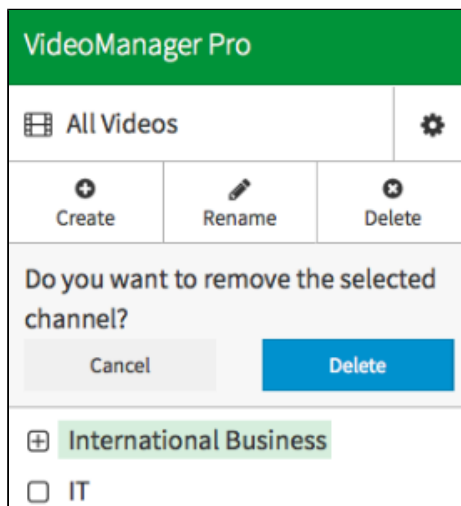 VideoManager Pro
All Videos
Create Rename Delete
Do you want to remove the selected
channel?
Cancel Delete
International Business
IT